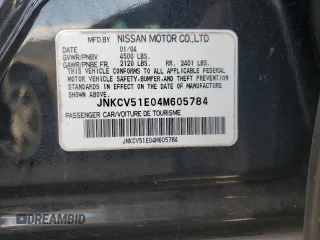 MFD. BY NISSAN MOTOR CO.,LTD
DATE 01/04
GVWR/PNBV 4500 LBS.
GAWR/PNBE FR. 2120 LBS. RR. 2401 LBS.
THIS VEHICLE CONFORMS TO ALL APPLICABLE
FEDERAL MOTOR VEHICLE SAFETY, BUMPER, AND THEFT
PREVENTION STANDARDS IN EFFECT ON THE DATE OF
MANUFACTURE SHOWN ABOVE.
JNKCV51E04M605784
PASSENGER CAR/VOITURE DE TOURISME
JNKCV51E04M605784
DREAMBID